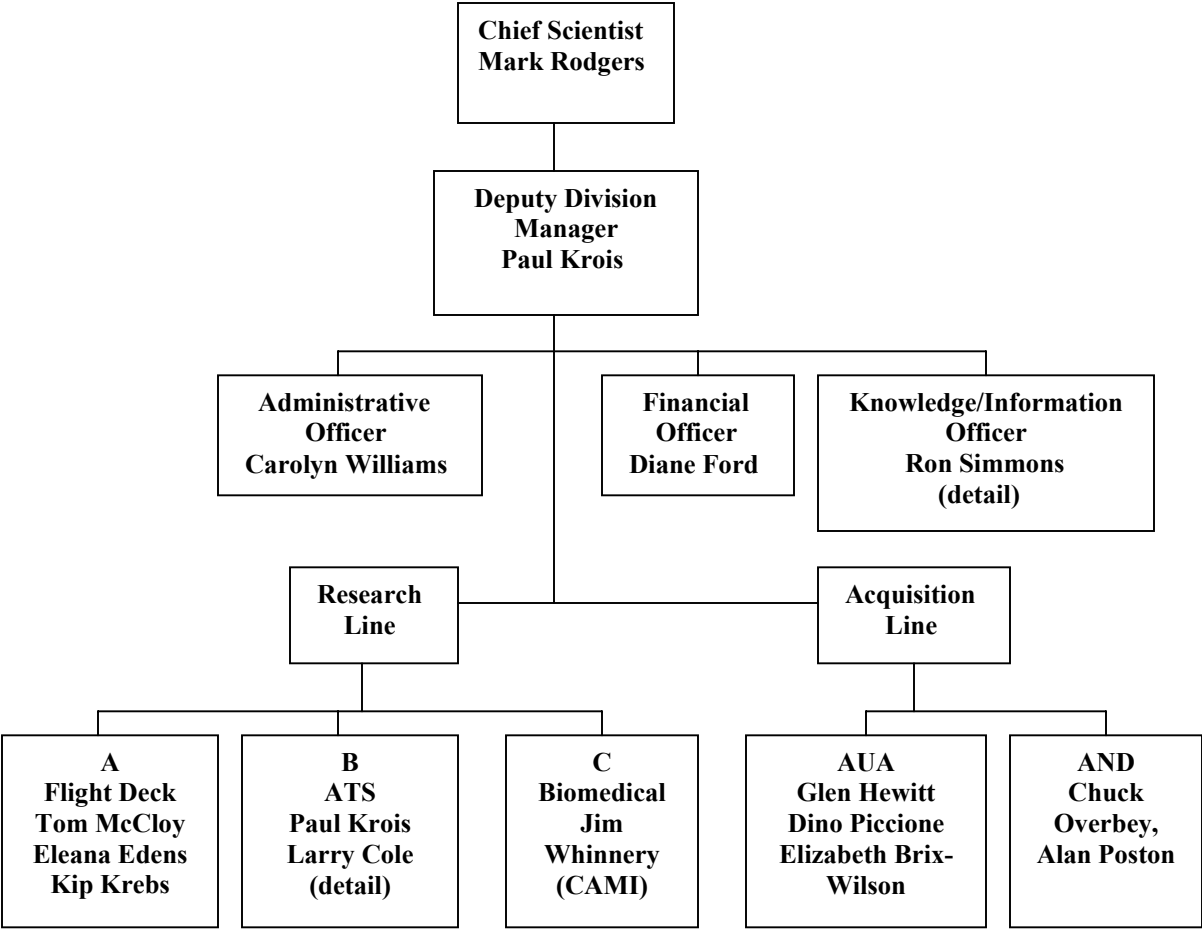 Chief Scientist
Mark Rodgers
Deputy Division
Manager
Paul Krois
Administrative
Officer
Carolyn Williams
Financial
Officer
Diane Ford
Knowledge/Information
Officer
Ron Simmons
(detail)
Research
Line
Acquisition
Line
A
Flight Deck
Tom McCloy
Eleana Edens
Kip Krebs
B
ATS
Paul Krois
Larry Cole
(detail)
C
Biomedical
Jim
Whinnery
(CAMI)
AUA
Glen Hewitt
Dino Piccione
Elizabeth Brix-
Wilson
AND
Chuck
Overbey,
Alan Poston